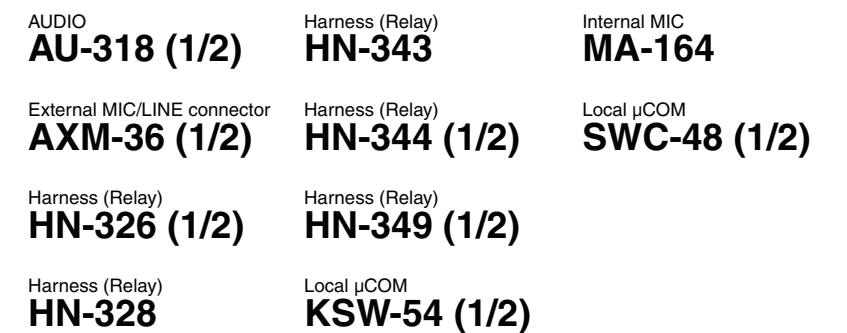 AUDIO
AU-318 (1/2)
External MIC/LINE connector
AXM-36 (1/2)
Harness (Relay)
HN-326 (1/2)
Harness (Relay)
HN-328
Harness (Relay)
HN-343
Harness (Relay)
HN-344 (1/2)
Harness (Relay)
HN-349 (1/2)
Local µCOM
KSW-54 (1/2)
Internal MIC
MA-164
Local µCOM
SWC-48 (1/2)